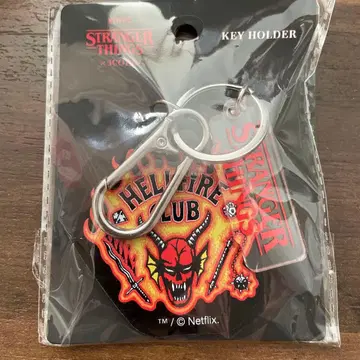 STRANGER
THINGS
KEY HOLDER
STRANGER
THINGS
HELLFIRE
CLUB
™ / © Netflix.